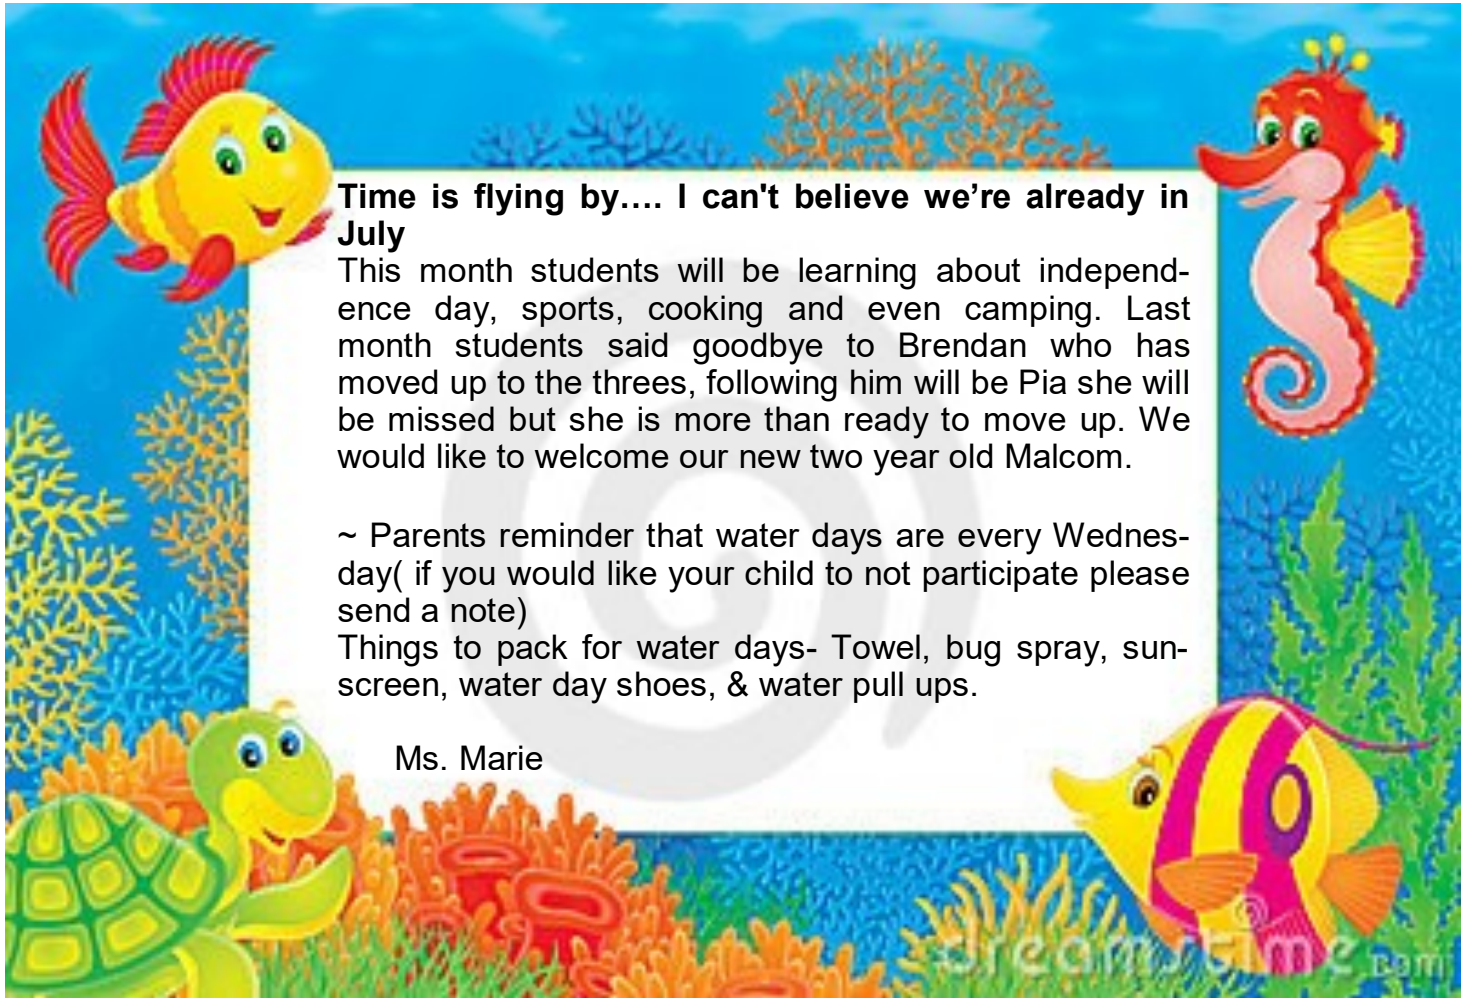 Time is flying by…. I can't believe we’re already in
July
This month students will be learning about independ-
ence day, sports, cooking and even camping. Last
month students said goodbye to Brendan who has
moved up to the threes, following him will be Pia she will
be missed but she is more than ready to move up. We
would like to welcome our new two year old Malcom.
~ Parents reminder that water days are every Wednes-
day( if you would like your child to not participate please
send a note)
Things to pack for water days- Towel, bug spray, sun-
screen, water day shoes, & water pull ups.
Ms. Marie
dreamstime